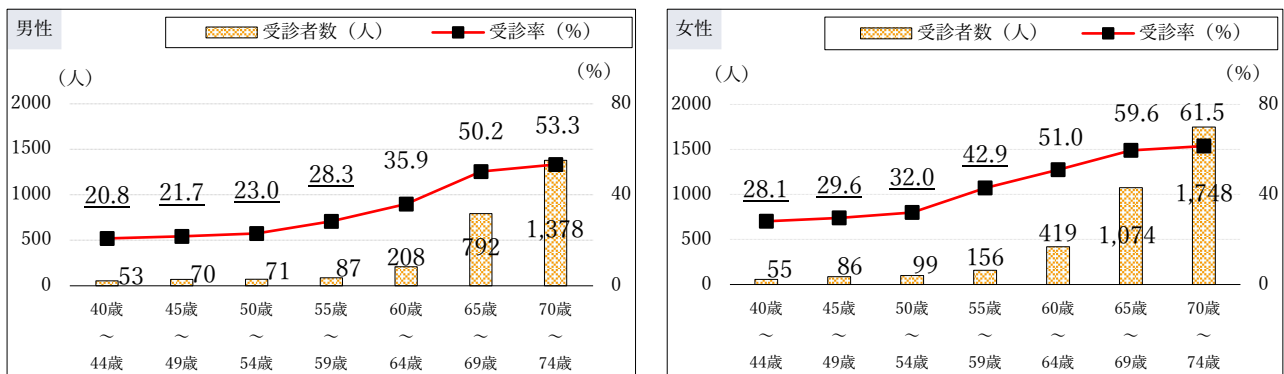 男性
受診者数（人）
受診率（%）
（人）
（%）
2000
1500
1000
500
0
80
40
0
20.8
21.7
23.0
28.3
35.9
50.2
53.3
53
70
71
87
208
792
1,378
40歳
～
44歳
45歳
～
49歳
50歳
～
54歳
55歳
～
59歳
60歳
～
64歳
65歳
～
69歳
70歳
～
74歳
女性
受診者数（人）
受診率（%）
（人）
（%）
2000
1500
1000
500
0
80
40
0
28.1
29.6
32.0
42.9
51.0
59.6
61.5
55
86
99
156
419
1,074
1,748
40歳
～
44歳
45歳
～
49歳
50歳
～
54歳
55歳
～
59歳
60歳
～
64歳
65歳
～
69歳
70歳
～
74歳